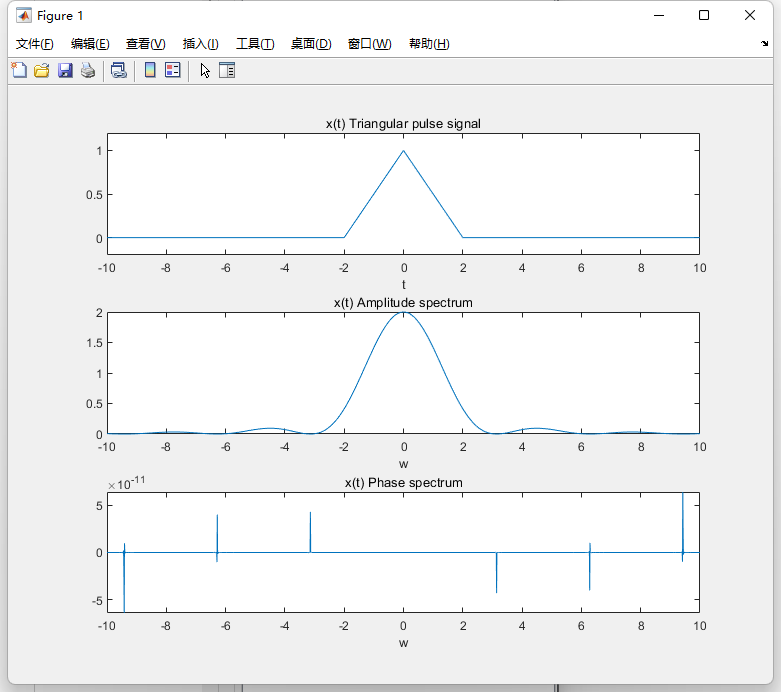 Figure 1
文件(F) 编辑(E) 查看(V) 插入(I) 工具(T) 桌面(D) 窗口(W) 帮助(H)
x(t) Triangular pulse signal
1
0.5
0
-10 -8 -6 -4 -2 0 2 4 6 8 10
t
x(t) Amplitude spectrum
2
1.5
1
0.5
0
-10 -8 -6 -4 -2 0 2 4 6 8 10
w
x(t) Phase spectrum
×10-11
5
0
-5
-10 -8 -6 -4 -2 0 2 4 6 8 10
w